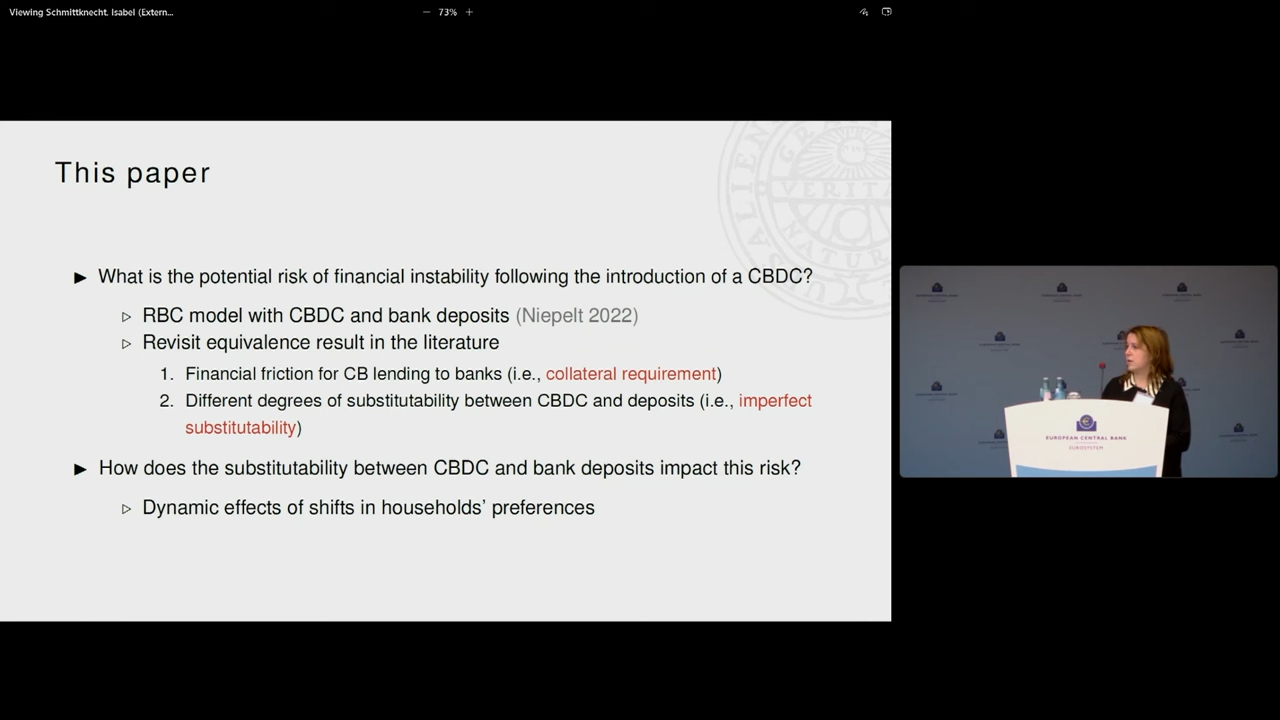 Viewing Schmittknecht, Isabel (Extern...
− 73% +
This paper
▶ What is the potential risk of financial instability following the introduction of a CBDC?
▷ RBC model with CBDC and bank deposits (Niepelt 2022)
▷ Revisit equivalence result in the literature
1. Financial friction for CB lending to banks (i.e., collateral requirement)
2. Different degrees of substitutability between CBDC and deposits (i.e., imperfect
substitutability)
▶ How does the substitutability between CBDC and bank deposits impact this risk?
▷ Dynamic effects of shifts in households' preferences
VERITA
NATUR
EUROPEAN CENTRAL BANK
EUROSYSTEM